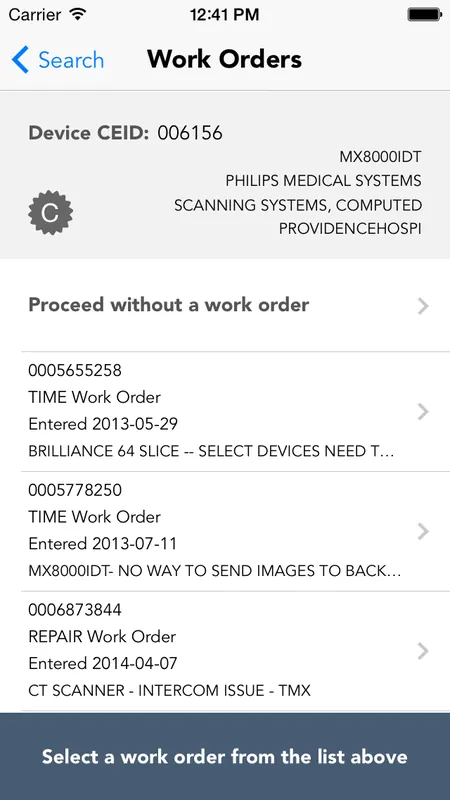 Carrier 12:41 PM
Search Work Orders
Device CEID: 006156
MX8000IDT
PHILIPS MEDICAL SYSTEMS
SCANNING SYSTEMS, COMPUTED
C
PROVIDENCEHOSPI
Proceed without a work order
0005655258
TIME Work Order
Entered 2013-05-29
BRILLIANCE 64 SLICE -- SELECT DEVICES NEED T…
0005778250
TIME Work Order
Entered 2013-07-11
MX8000IDT- NO WAY TO SEND IMAGES TO BACK…
0006873844
REPAIR Work Order
Entered 2014-04-07
CT SCANNER - INTERCOM ISSUE - TMX
Select a work order from the list above